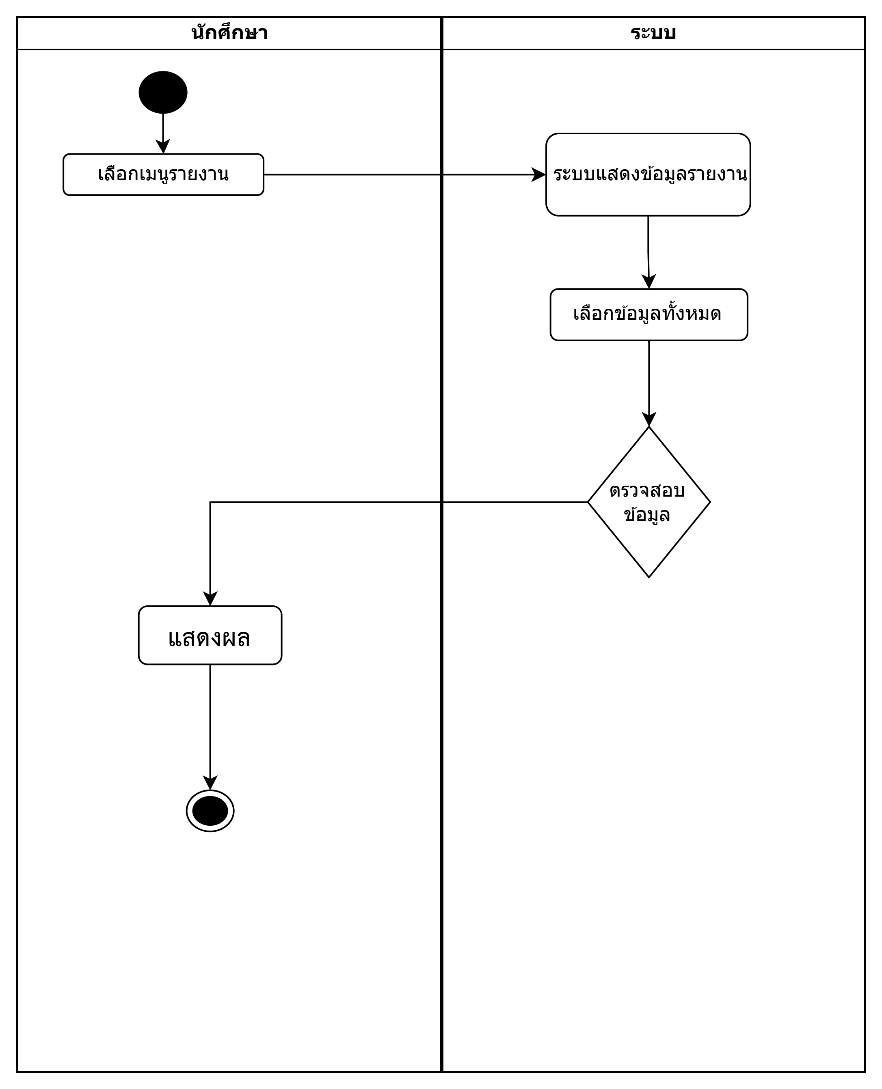 นักศึกษา
ระบบ
เลือกเมนูรายงาน
ระบบแสดงข้อมูลรายงาน
เลือกข้อมูลทั้งหมด
ตรวจสอบ
ข้อมูล
แสดงผล